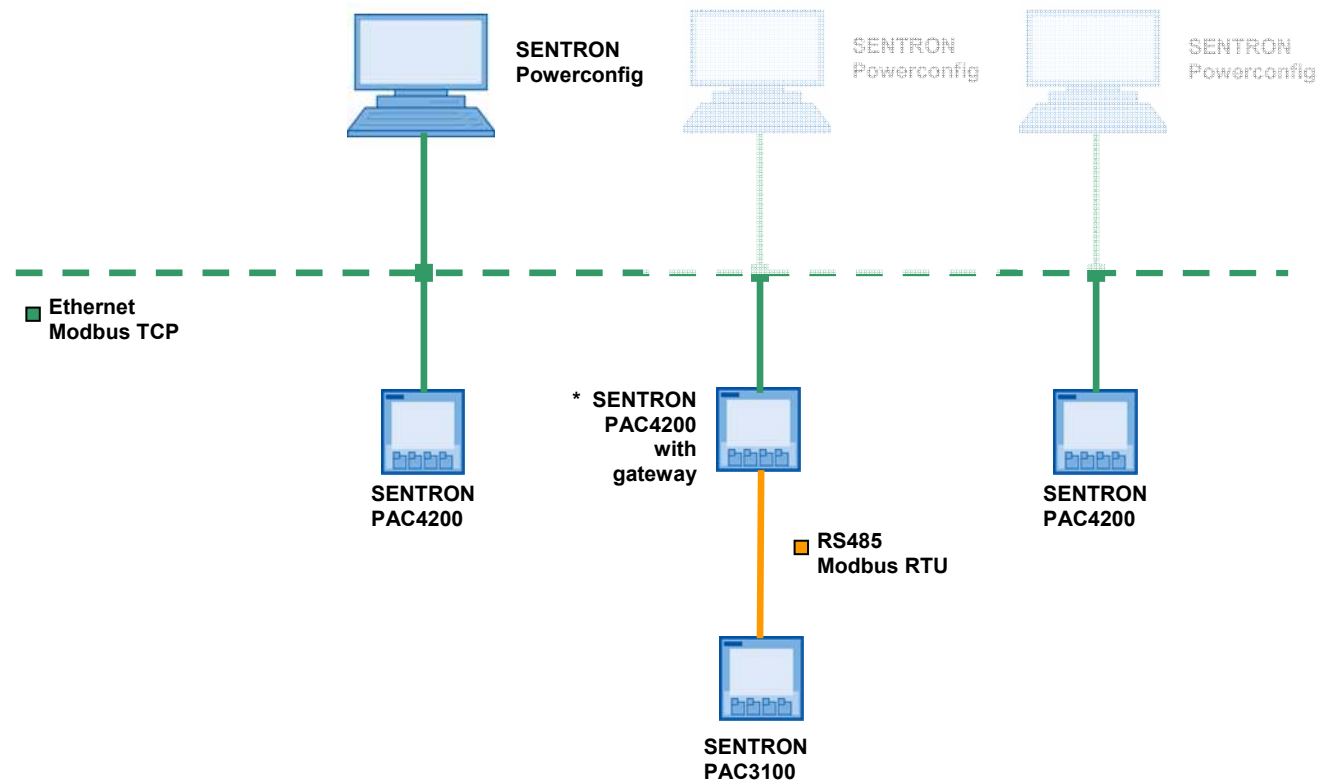 SENTRON
Powerconfig
SENTRON
Powerconfig
SENTRON
Powerconfig
Ethernet
Modbus TCP
* SENTRON
PAC4200
with
gateway
SENTRON
PAC4200
SENTRON
PAC4200
RS485
Modbus RTU
SENTRON
PAC3100